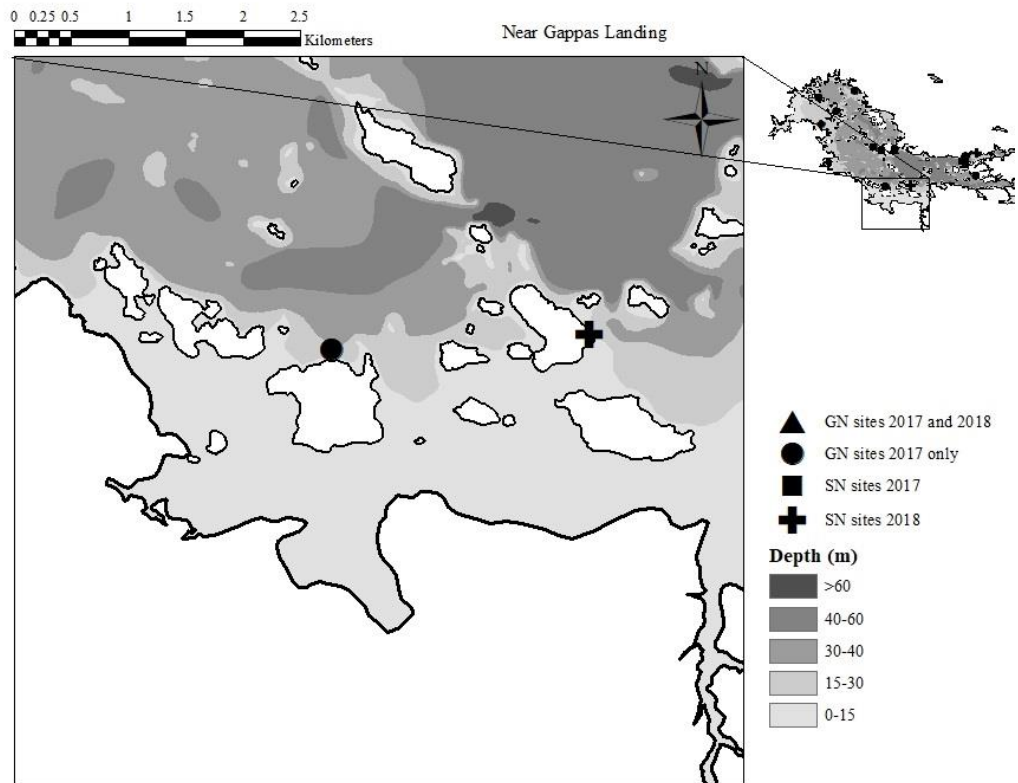 0 0.25 0.5 1 1.5 2 2.5
Kilometers
Near Gappas Landing
N
GN sites 2017 and 2018
GN sites 2017 only
SN sites 2017
SN sites 2018
Depth (m)
>60
40-60
30-40
15-30
0-15